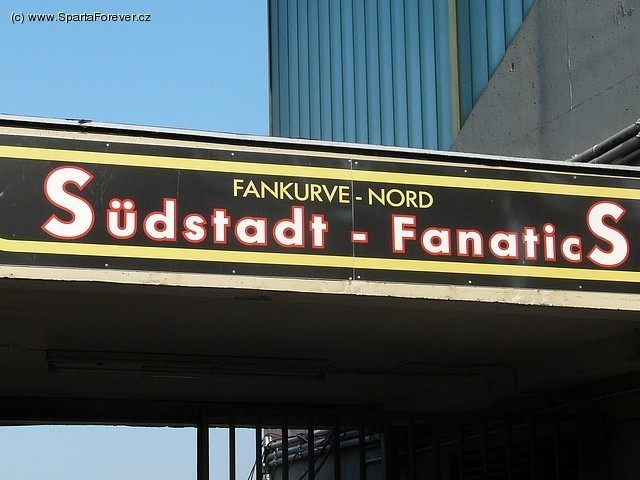 (c) www.SpartaForever.cz
FANKURVE - NORD
Südstadt - FanaticS